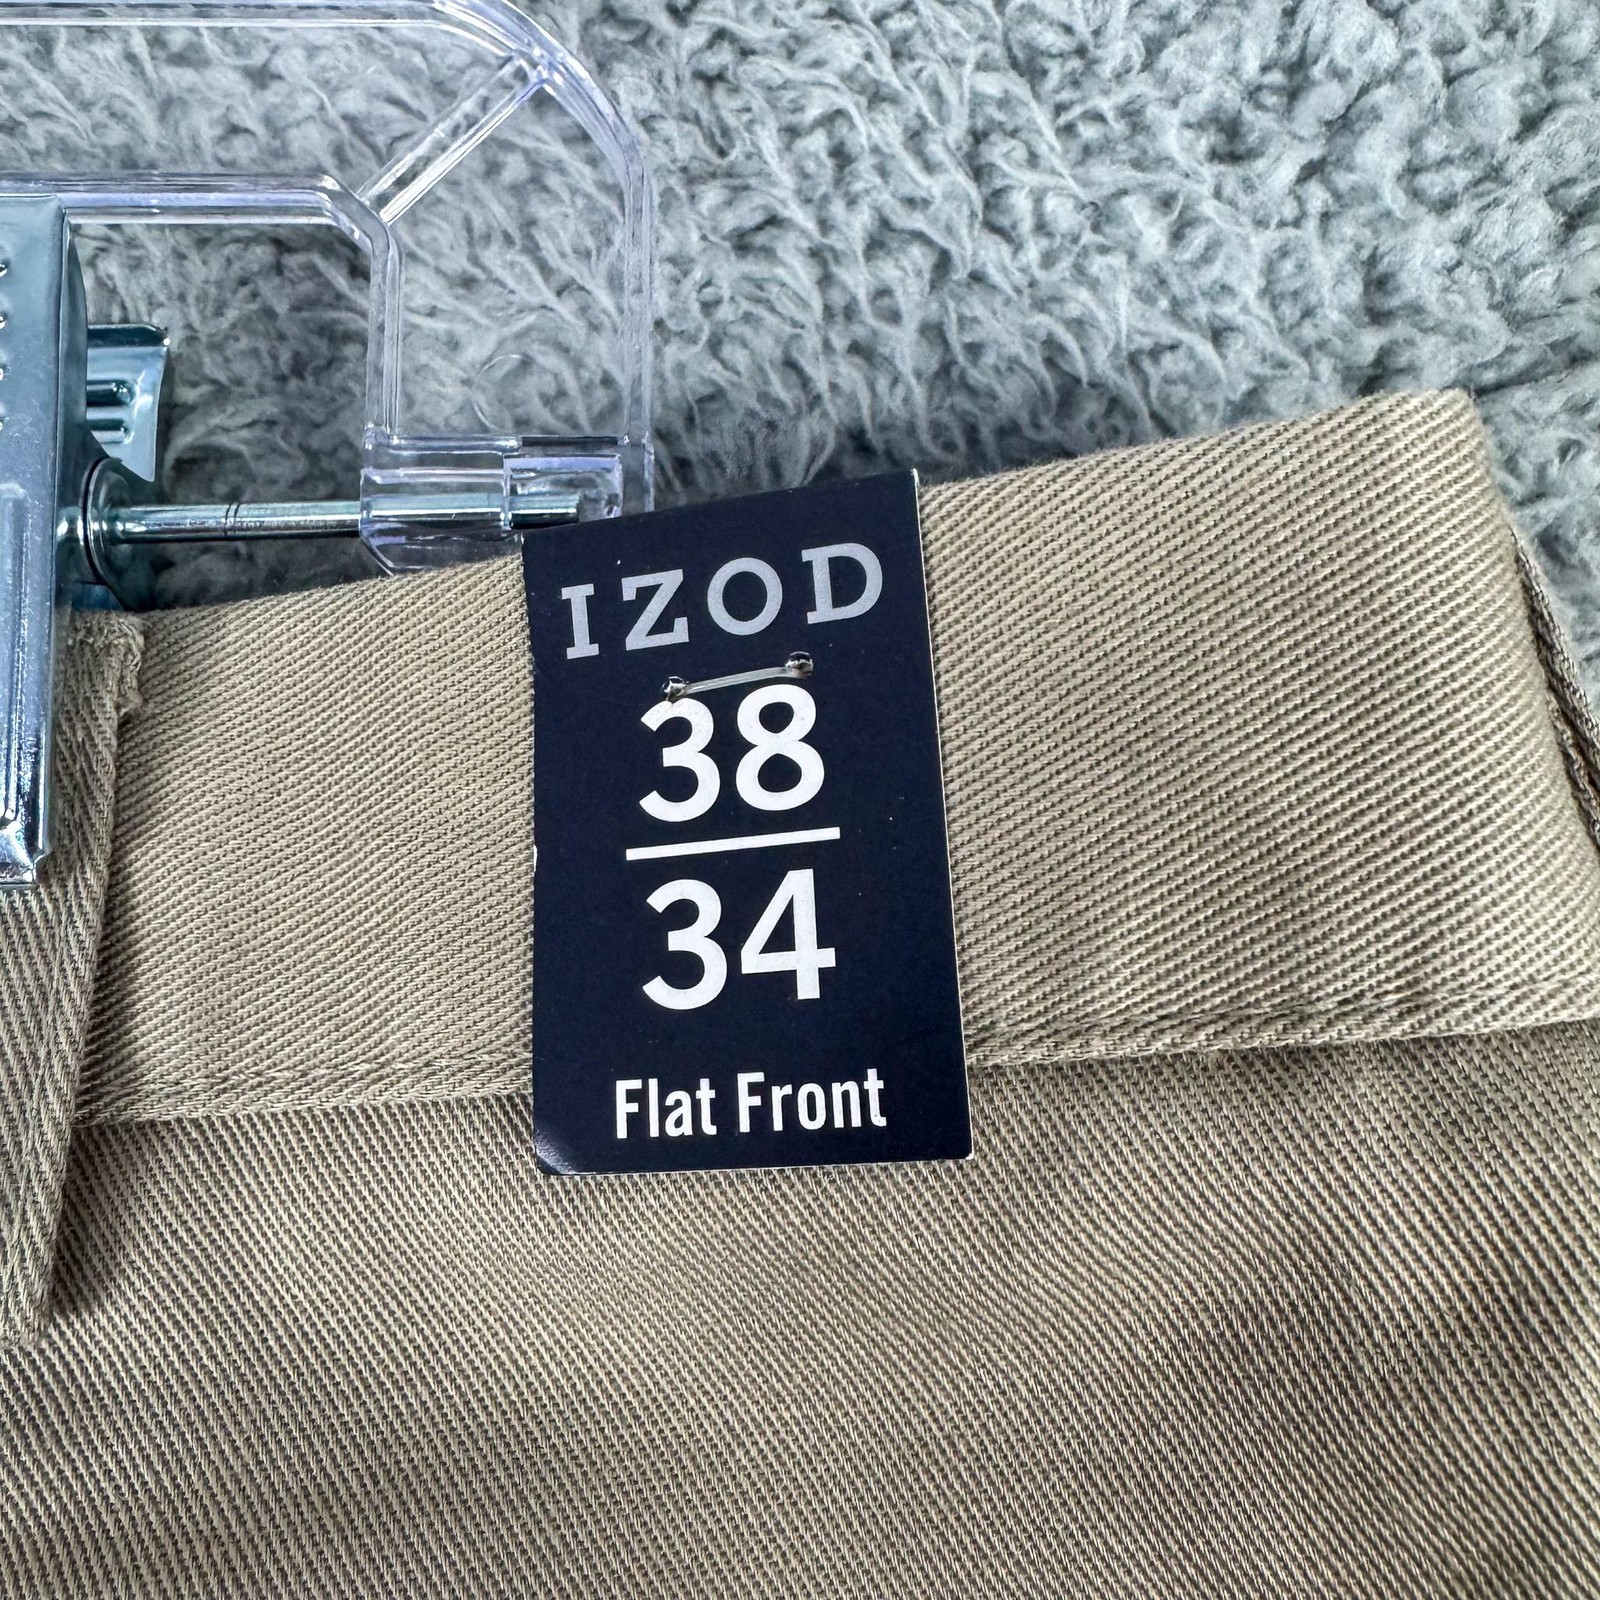 IZOD
38
34
Flat Front